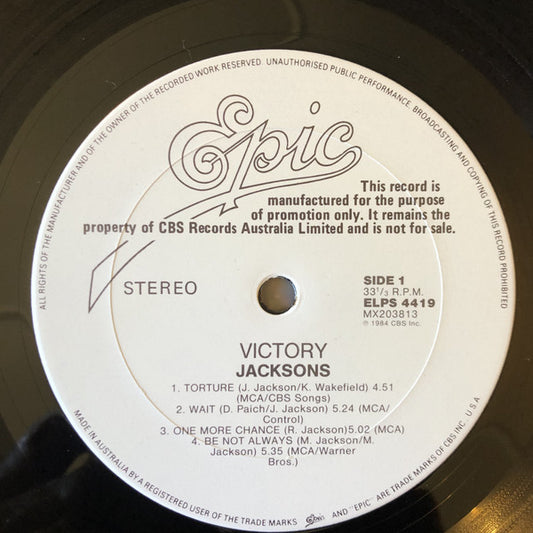 ALL RIGHTS OF THE MANUFACTURER AND OF THE OWNER OF THE RECORDED WORK RESERVED. UNAUTHORISED PUBLIC PERFORMANCE, BROADCASTING AND COPYING OF THIS RECORD PROHIBITED
Epic
This record is
manufactured for the purpose
of promotion only. It remains the
property of CBS Records Australia Limited and is not for sale.
STEREO
SIDE 1
33⅓ R.P.M.
ELPS 4419
MX203813
℗ 1984 CBS Inc.
VICTORY
JACKSONS
1. TORTURE (J. Jackson/K. Wakefield) 4.51
(MCA/CBS Songs)
2. WAIT (D. Paich/J. Jackson) 5.24 (MCA/
Control)
3. ONE MORE CHANCE (R. Jackson)5.02 (MCA)
4. BE NOT ALWAYS (M. Jackson/M.
Jackson) 5.35 (MCA/Warner
Bros.)
MADE IN AUSTRALIA BY A REGISTERED USER OF THE TRADE MARKS Epic AND "EPIC" ARE TRADE MARKS OF CBS INC. U.S.A.